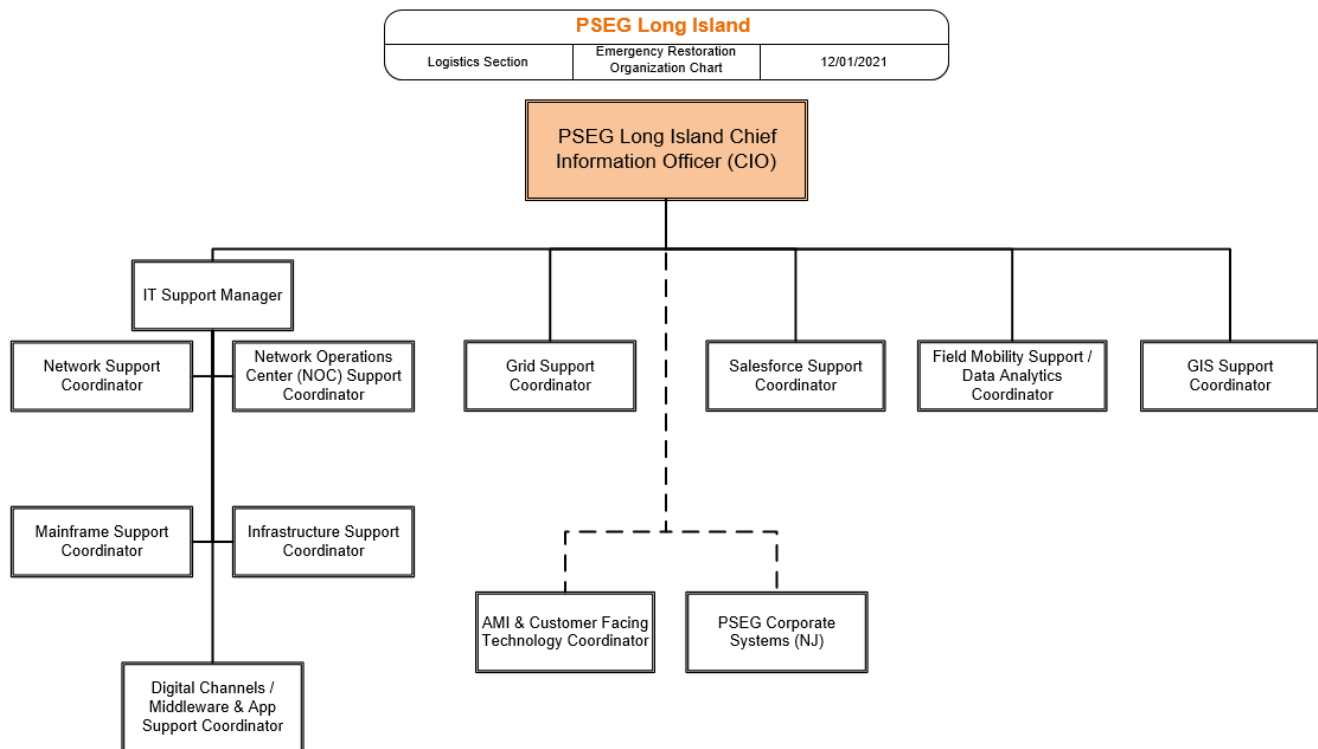 PSEG Long Island
Logistics Section
Emergency Restoration
Organization Chart
12/01/2021
PSEG Long Island Chief
Information Officer (CIO)
IT Support Manager
Network Support
Coordinator
Network Operations
Center (NOC) Support
Coordinator
Grid Support
Coordinator
Salesforce Support
Coordinator
Field Mobility Support /
Data Analytics
Coordinator
GIS Support
Coordinator
Mainframe Support
Coordinator
Infrastructure Support
Coordinator
AMI & Customer Facing
Technology Coordinator
PSEG Corporate
Systems (NJ)
Digital Channels /
Middleware & App
Support Coordinator